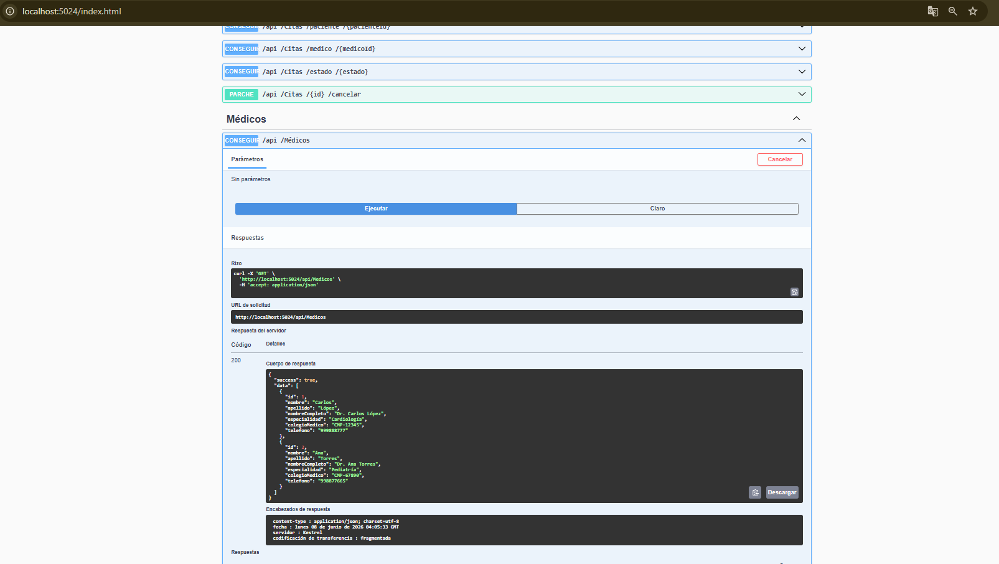 localhost:5024/index.html
CONSEGUIR /api /Citas /paciente /{pacienteId}
CONSEGUIR /api /Citas /medico /{medicoId}
CONSEGUIR /api /Citas /estado /{estado}
PARCHE /api /Citas /{id} /cancelar
Médicos
CONSEGUIR /api /Médicos
Parámetros
Cancelar
Sin parámetros
Ejecutar
Claro
Respuestas
Rizo
curl -X 'GET' \
'http://localhost:5024/api/Medicos' \
-H 'accept: application/json'
URL de solicitud
http://localhost:5024/api/Medicos
Respuesta del servidor
Código Detalles
200
Cuerpo de respuesta
{
"success": true,
"data": [
{
"id": 1,
"nombre": "Carlos",
"apellido": "López",
"nombreCompleto": "Dr. Carlos López",
"especialidad": "Cardiología",
"colegioMedico": "CMP-12345",
"telefono": "999888777"
},
{
"id": 2,
"nombre": "Ana",
"apellido": "Torres",
"nombreCompleto": "Dr. Ana Torres",
"especialidad": "Pediatría",
"colegioMedico": "CMP-67890",
"telefono": "998877665"
}
]
}
Descargar
Encabezados de respuesta
content-type : application/json; charset=utf-8
fecha : lunes 08 de junio de 2026 04:05:33 GMT
servidor : Kestrel
codificación de transferencia : fragmentada
Respuestas